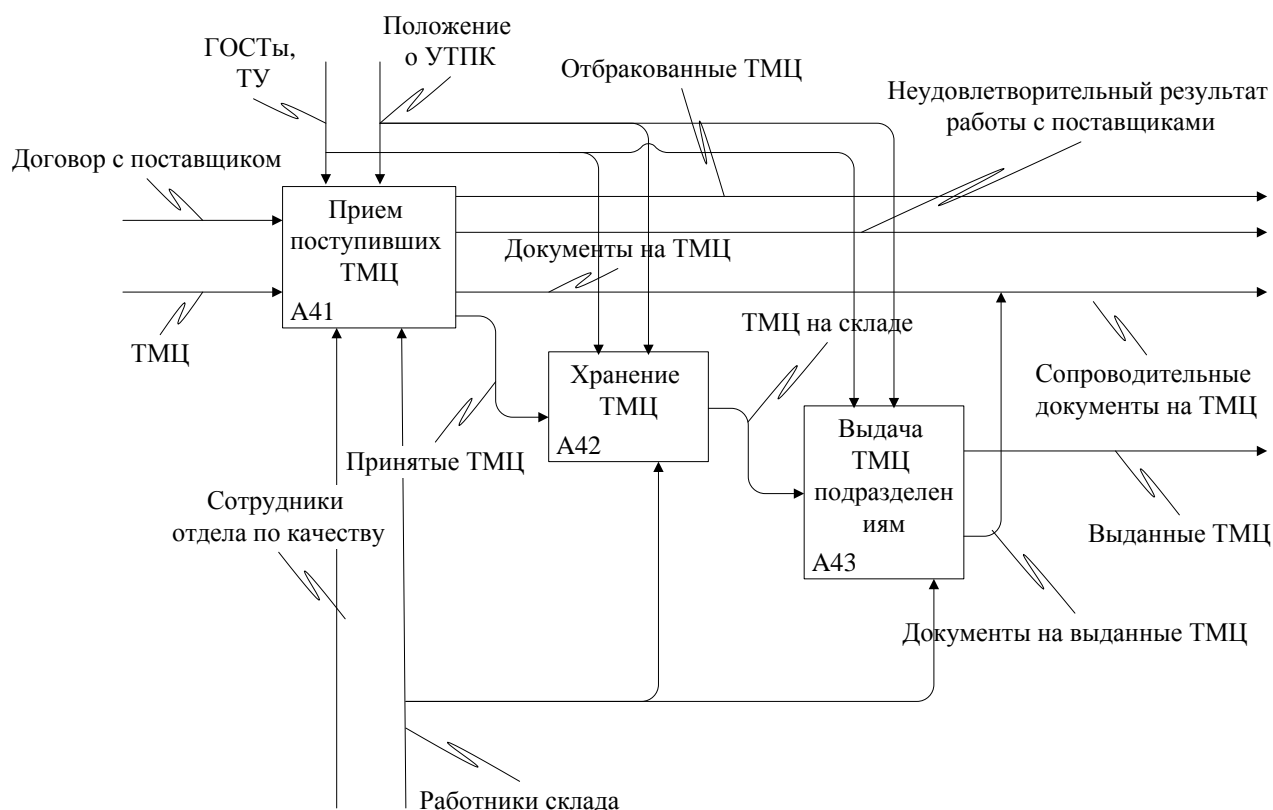 ГОСТы,
ТУ
Положение
о УТПК
Отбракованные ТМЦ
Неудовлетворительный результат
работы с поставщиками
Договор с поставщиком
Прием
поступивших
ТМЦ
А41
Документы на ТМЦ
ТМЦ
ТМЦ на складе
Хранение
ТМЦ
А42
Сопроводительные
документы на ТМЦ
Принятые ТМЦ
Выдача
ТМЦ
подразделен
иям
А43
Сотрудники
отдела по качеству
Выданные ТМЦ
Документы на выданные ТМЦ
Работники склада